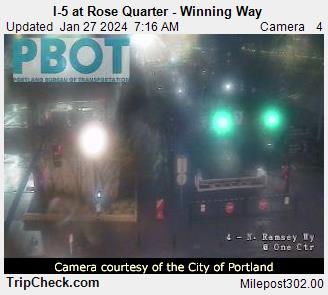 I-5 at Rose Quarter - Winning Way
Updated Jan 27 2024 7:16 AM Camera 4
PBOT
PORTLAND BUREAU OF TRANSPORTATION
4 - N. Ramsey Wy
@ One Ctr
Camera courtesy of the City of Portland
TripCheck.com Milepost302.00